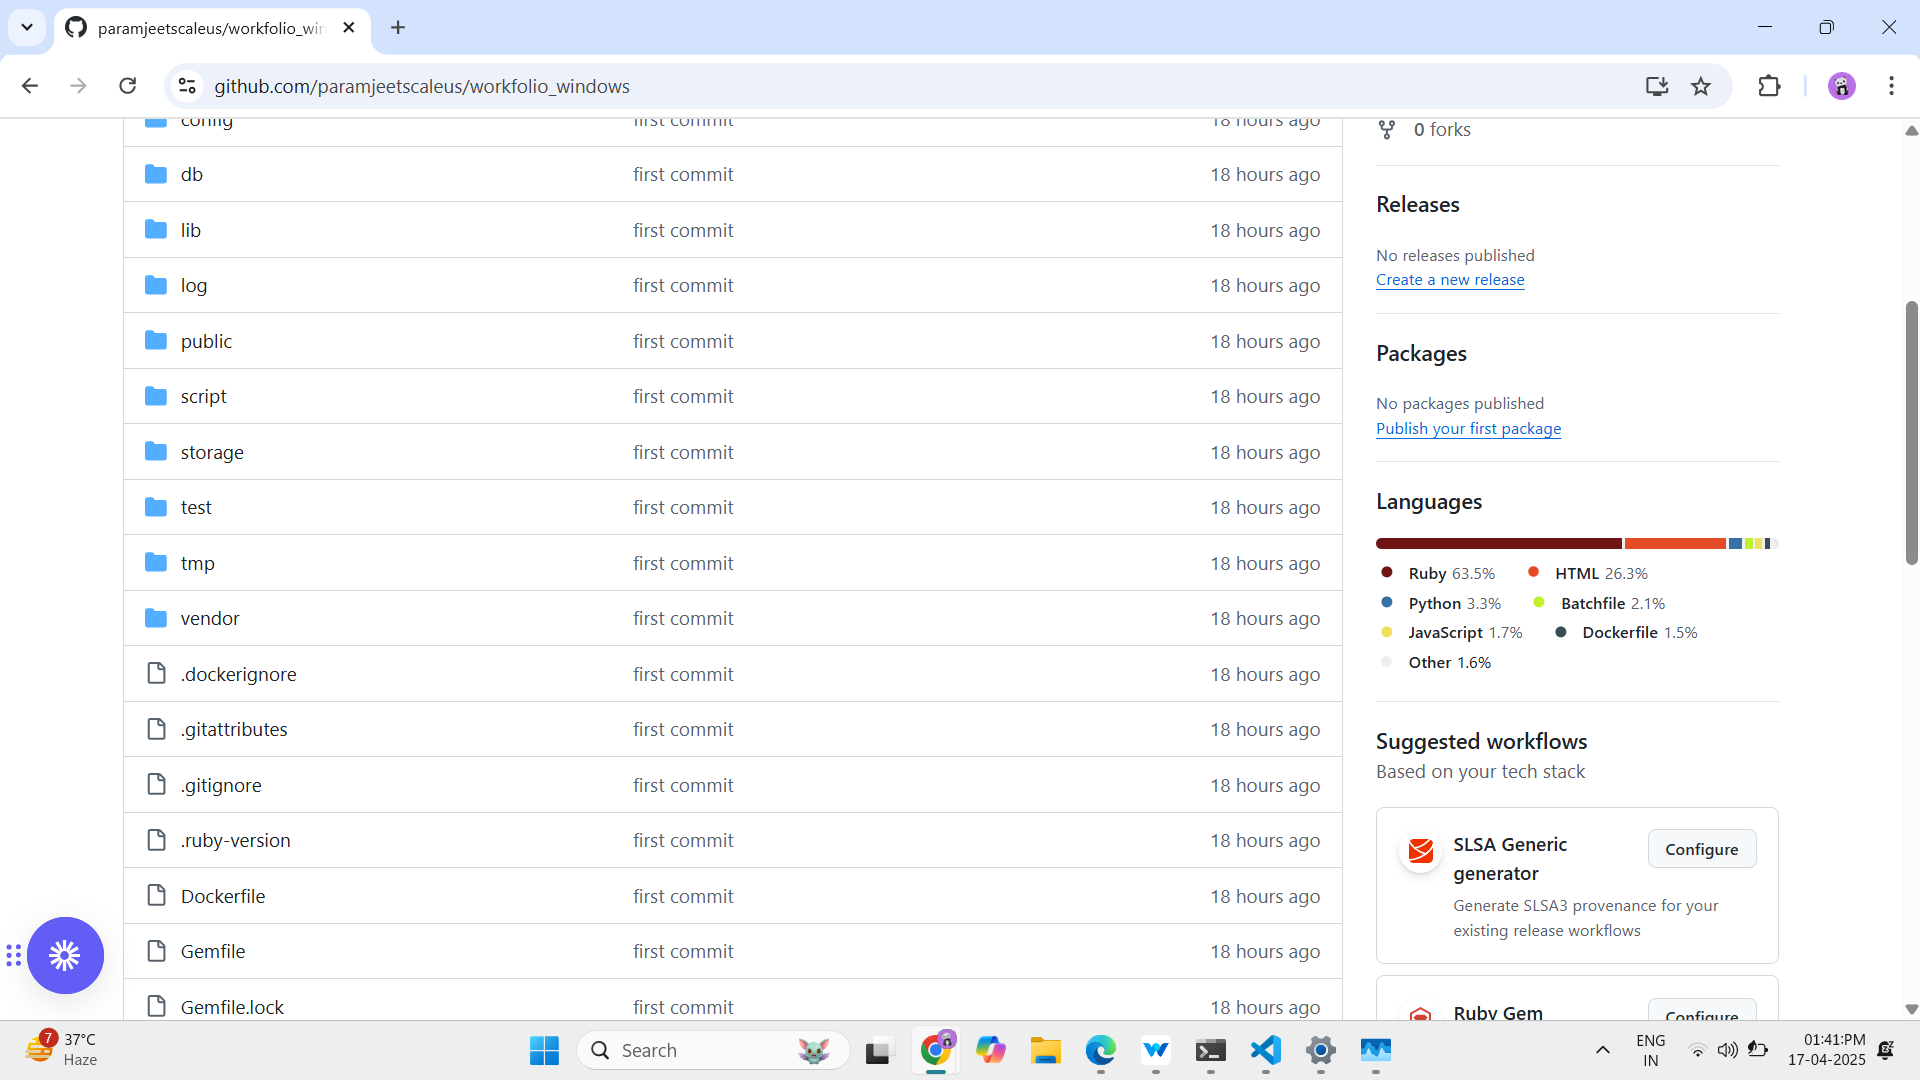 paramjeetscaleus/workfolio_win
github.com/paramjeetscaleus/workfolio_windows
config first commit 18 hours ago
db first commit 18 hours ago
lib first commit 18 hours ago
log first commit 18 hours ago
public first commit 18 hours ago
script first commit 18 hours ago
storage first commit 18 hours ago
test first commit 18 hours ago
tmp first commit 18 hours ago
vendor first commit 18 hours ago
.dockerignore first commit 18 hours ago
.gitattributes first commit 18 hours ago
.gitignore first commit 18 hours ago
.ruby-version first commit 18 hours ago
Dockerfile first commit 18 hours ago
Gemfile first commit 18 hours ago
Gemfile.lock first commit 18 hours ago
0 forks
Releases
No releases published
Create a new release
Packages
No packages published
Publish your first package
Languages
Ruby 63.5% HTML 26.3%
Python 3.3% Batchfile 2.1%
JavaScript 1.7% Dockerfile 1.5%
Other 1.6%
Suggested workflows
Based on your tech stack
SLSA Generic
generator
Configure
Generate SLSA3 provenance for your
existing release workflows
Ruby Gem
Configure
7
37°C
Haze
Search
ENG
IN
01:41:PM
17-04-2025